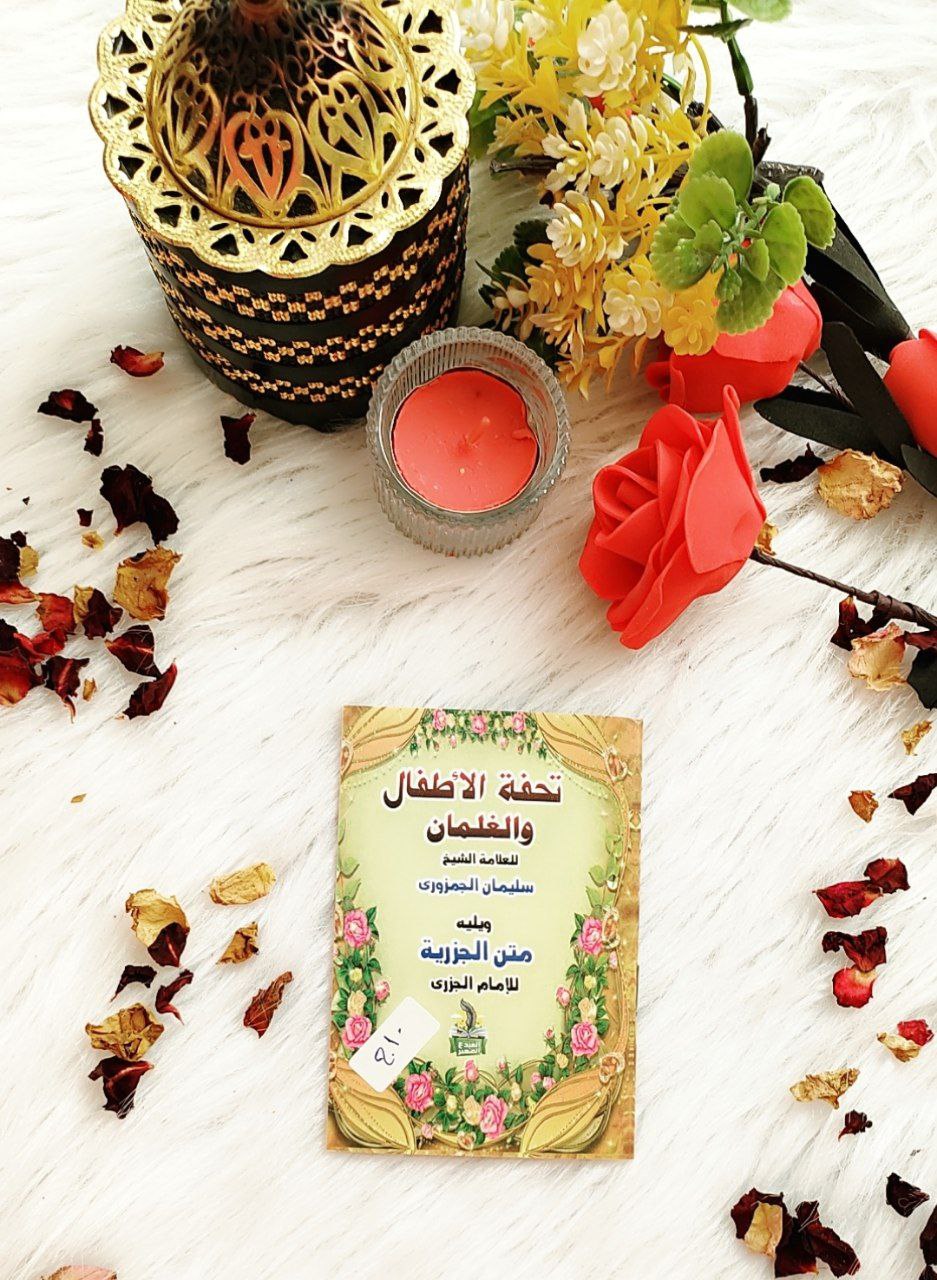 تحفة الأطفال
والغلمان
للعلامة الشيخ
سليمان الجمزورى
ويليه
متن الجزرية
للإمام الجزرى